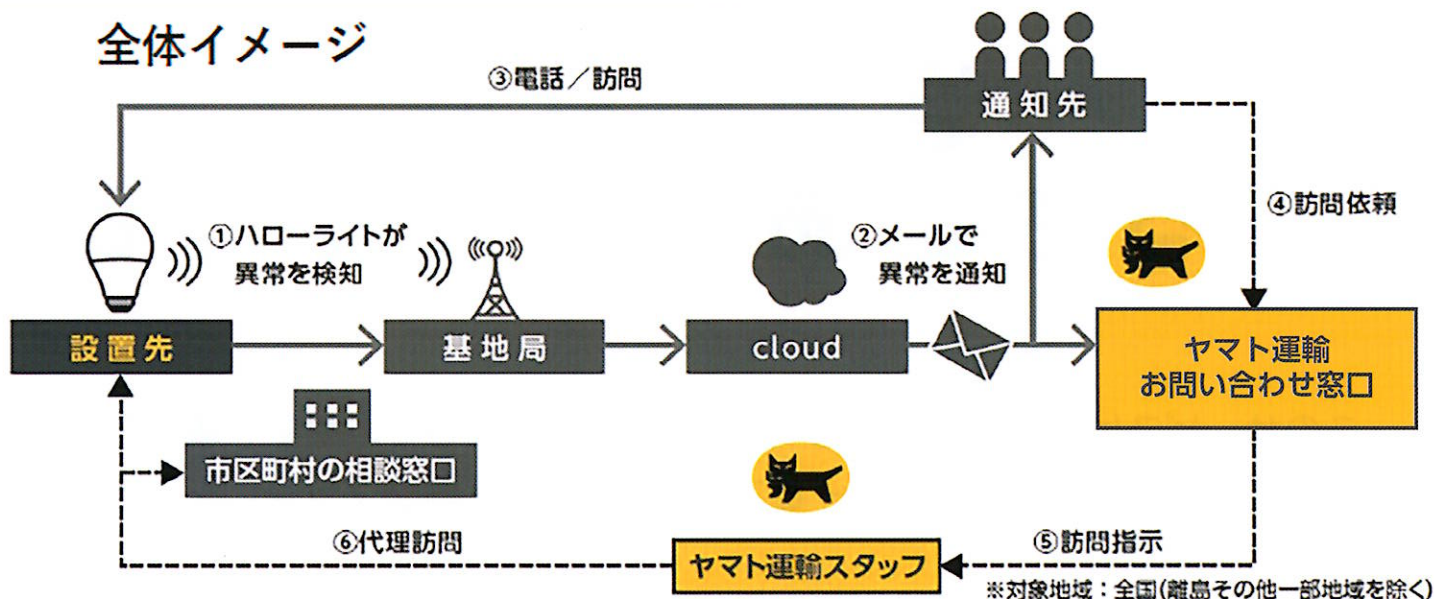 全体イメージ
③電話／訪問
通知先
④訪問依頼
①ハローライトが
異常を検知
②メールで
異常を通知
設置先
基地局
cloud
ヤマト運輸
お問い合わせ窓口
市区町村の相談窓口
⑥代理訪問
ヤマト運輸スタッフ
⑤訪問指示
※対象地域：全国(離島その他一部地域を除く)